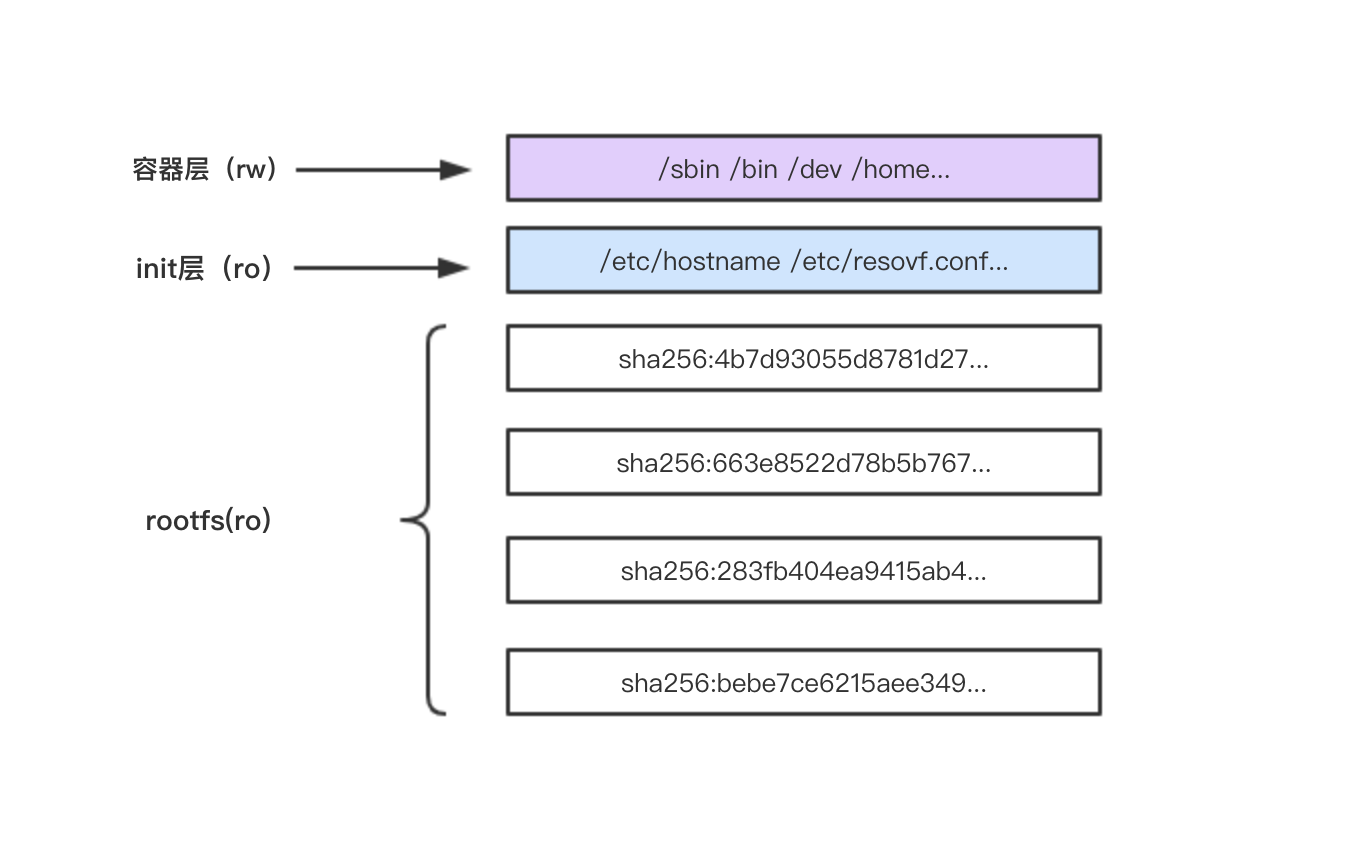 容器层（rw）
/sbin /bin /dev /home...
init层（ro）
/etc/hostname /etc/resovf.conf...
sha256:4b7d93055d8781d27...
sha256:663e8522d78b5b767...
rootfs(ro)
sha256:283fb404ea9415ab4...
sha256:bebe7ce6215aee349...